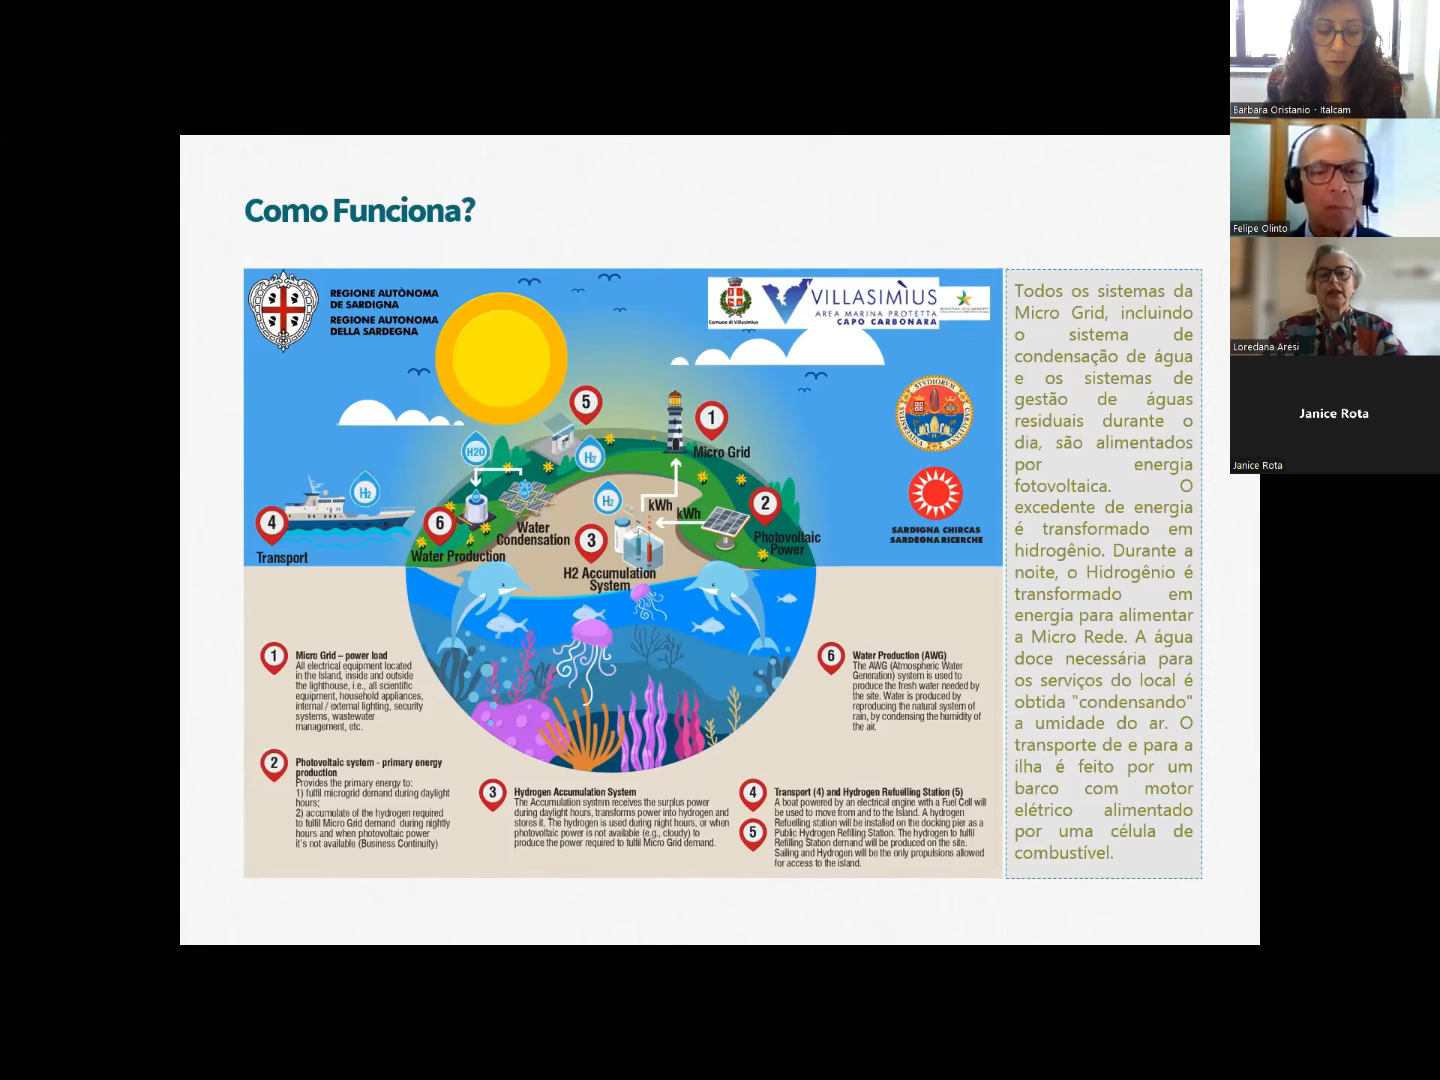 Como Funciona?
REGIONE AUTÒNOMA
DE SARDIGNA
REGIONE AUTONOMA
DELLA SARDEGNA
Comune di Villasimius
VILLASIMÌUS
AREA MARINA PROTETTA
CAPO CARBONARA
SARDIGNA CHIRCAS
SARDEGNA RICERCHE
5
1
Micro Grid
H2O
H₂
H₂
H₂
4
Transport
6
Water Production
Water
Condensation
3
H2 Accumulation
System
kWh
kWh
2
Photovoltaic
Power
1
Micro Grid – power load
All electrical equipment located
in the Island, inside and outside
the lighthouse, i.e., all scientific
equipment, household appliances,
internal / external lighting, security
systems, wastewater
management, etc.
2
Photovoltaic system - primary energy
production
Provides the primary energy to:
1) fulfil microgrid demand during daylight
hours;
2) accumulate of the hydrogen required
to fulfil Micro Grid demand during nightly
hours and when photovoltaic power
it's not available (Business Continuity)
3
Hydrogen Accumulation System
The Accumulation system receives the surplus power
during daylight hours, transforms power into hydrogen and
stores it. The hydrogen is used during night hours, or when
photovoltaic power is not available (e.g., cloudy) to
produce the power required to fulfil Micro Grid demand.
4
5
Transport (4) and Hydrogen Refuelling Station (5)
A boat powered by an electrical engine with a Fuel Cell will
be used to move from and to the Island. A hydrogen
Refuelling station will be installed on the docking pier as a
Public Hydrogen Refilling Station. The hydrogen to fulfil
Refilling Station demand will be produced on the site.
Sailing and Hydrogen will be the only propulsions allowed
for access to the island.
6
Water Production (AWG)
The AWG (Atmospheric Water
Generation) system is used to
produce the fresh water needed by
the site. Water is produced by
reproducing the natural system of
rain, by condensing the humidity of
the air.
Todos os sistemas da
Micro Grid, incluindo
o sistema de
condensação de água
e os sistemas de
gestão de águas
residuais durante o
dia, são alimentados
por energia
fotovoltaica. O
excedente de energia
é transformado em
hidrogênio. Durante a
noite, o Hidrogênio é
transformado em
energia para alimentar
a Micro Rede. A água
doce necessária para
os serviços do local é
obtida "condensando"
a umidade do ar. O
transporte de e para a
ilha é feito por um
barco com motor
elétrico alimentado
por uma célula de
combustível.
Barbara Oristanio - Italcam
Felipe Olinto
Loredana Aresi
Janice Rota
Janice Rota